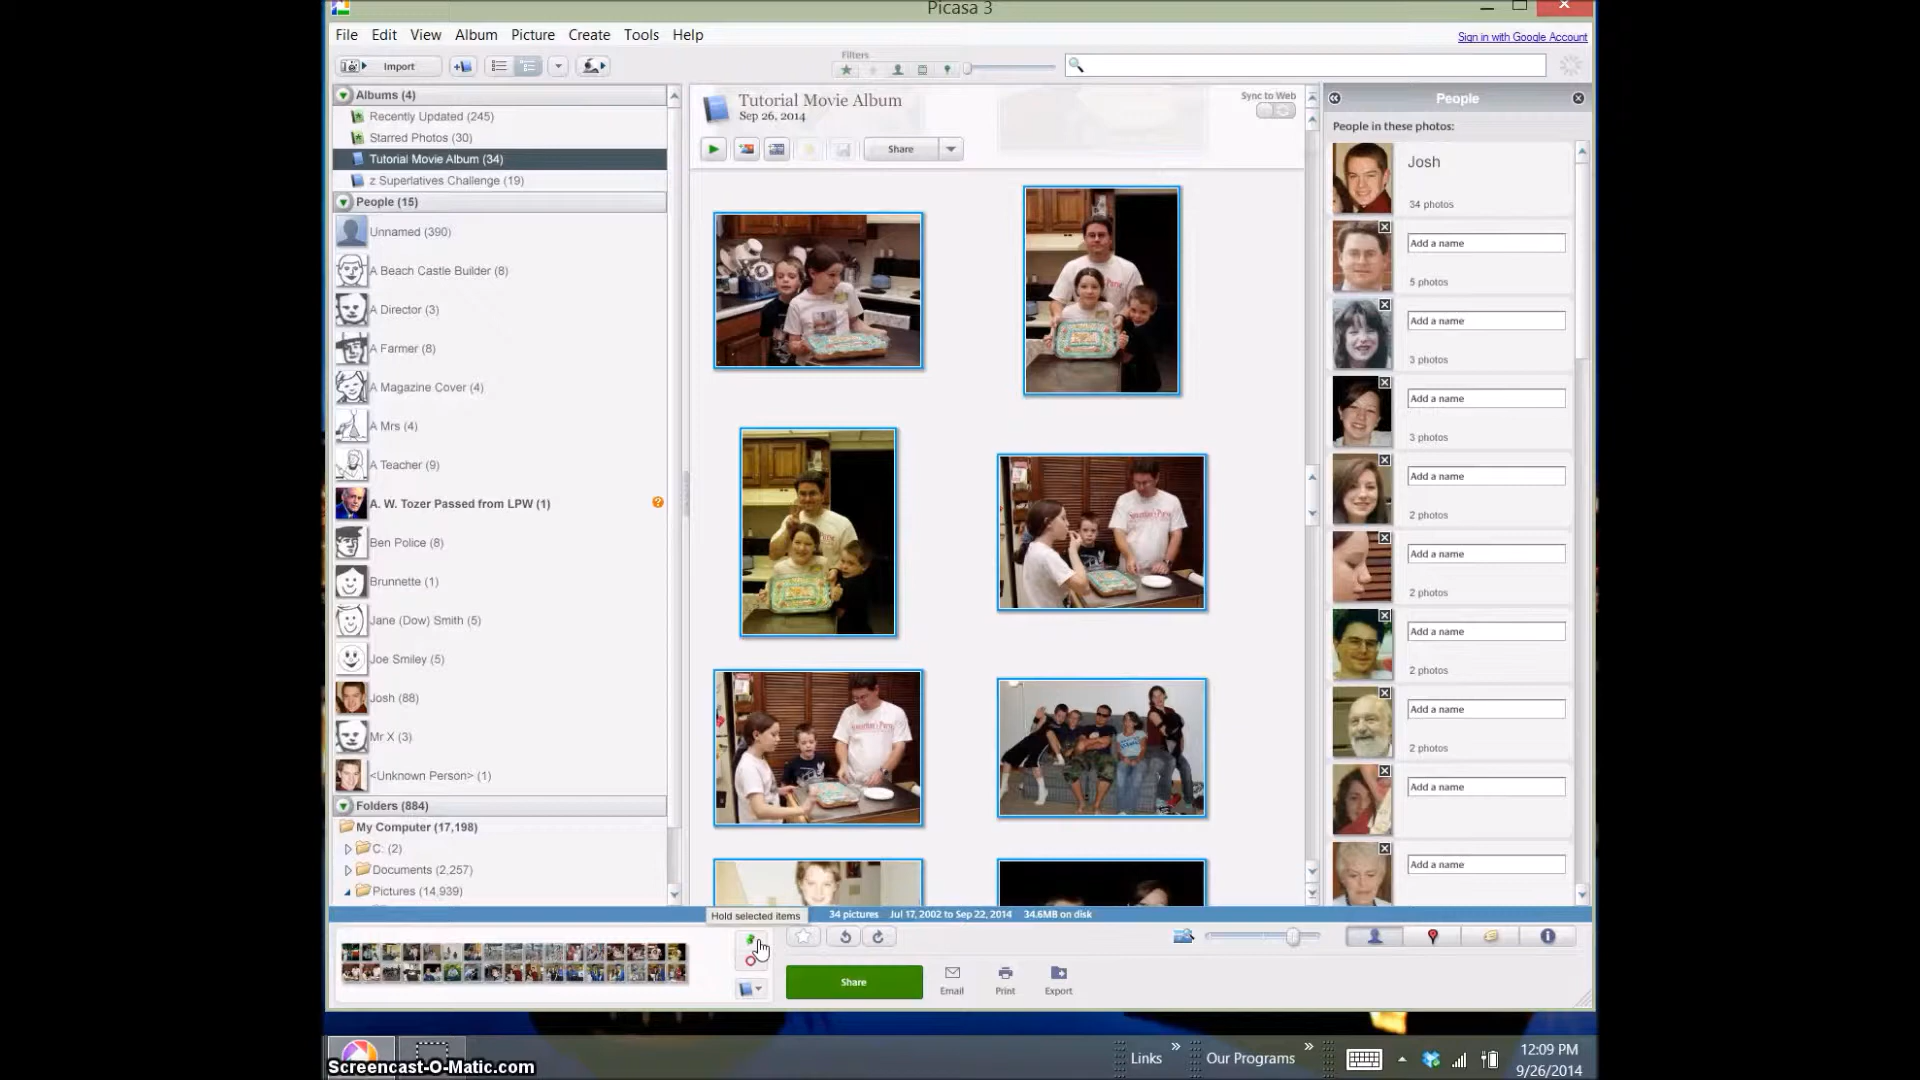 Picasa 3
File Edit View Album Picture Create Tools Help
Sign in with Google Account
Import
Filters
Albums (4)
Recently Updated (245)
Starred Photos (30)
Tutorial Movie Album (34)
z Superlatives Challenge (19)
People (15)
Unnamed (390)
A Beach Castle Builder (8)
A Director (3)
A Farmer (8)
A Magazine Cover (4)
A Mrs (4)
A Teacher (9)
A. W. Tozer Passed from LPW (1)
Ben Police (8)
Brunnette (1)
Jane (Dow) Smith (5)
Joe Smiley (5)
Josh (88)
Mr X (3)
<Unknown Person> (1)
Folders (884)
My Computer (17,198)
C: (2)
Documents (2,257)
Pictures (14,939)
Tutorial Movie Album
Sep 26, 2014
Sync to Web
Share
People
People in these photos:
Josh
34 photos
Add a name
5 photos
Add a name
3 photos
Add a name
3 photos
Add a name
2 photos
Add a name
2 photos
Add a name
2 photos
Add a name
2 photos
Add a name
Add a name
Hold selected items
34 pictures Jul 17, 2002 to Sep 22, 2014 34.6MB on disk
Share
Email
Print
Export
Screencast-O-Matic.com
Links
»
Our Programs
»
12:09 PM
9/26/2014